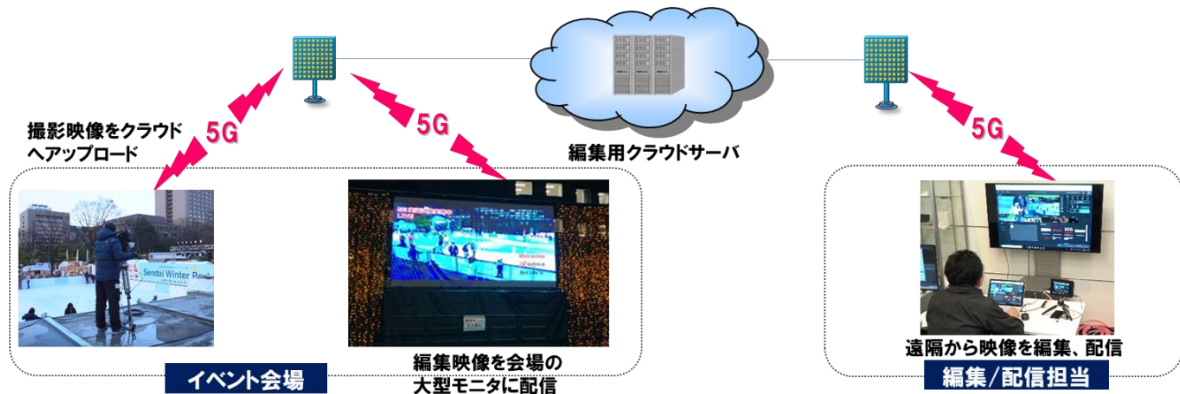 編集用クラウドサーバ
撮影映像をクラウド
へアップロード
5G
5G
5G
Sendai Winter
LIVE
docomo
SONY
編集映像を会場の
大型モニタに配信
イベント会場
遠隔から映像を編集、配信
編集/配信担当